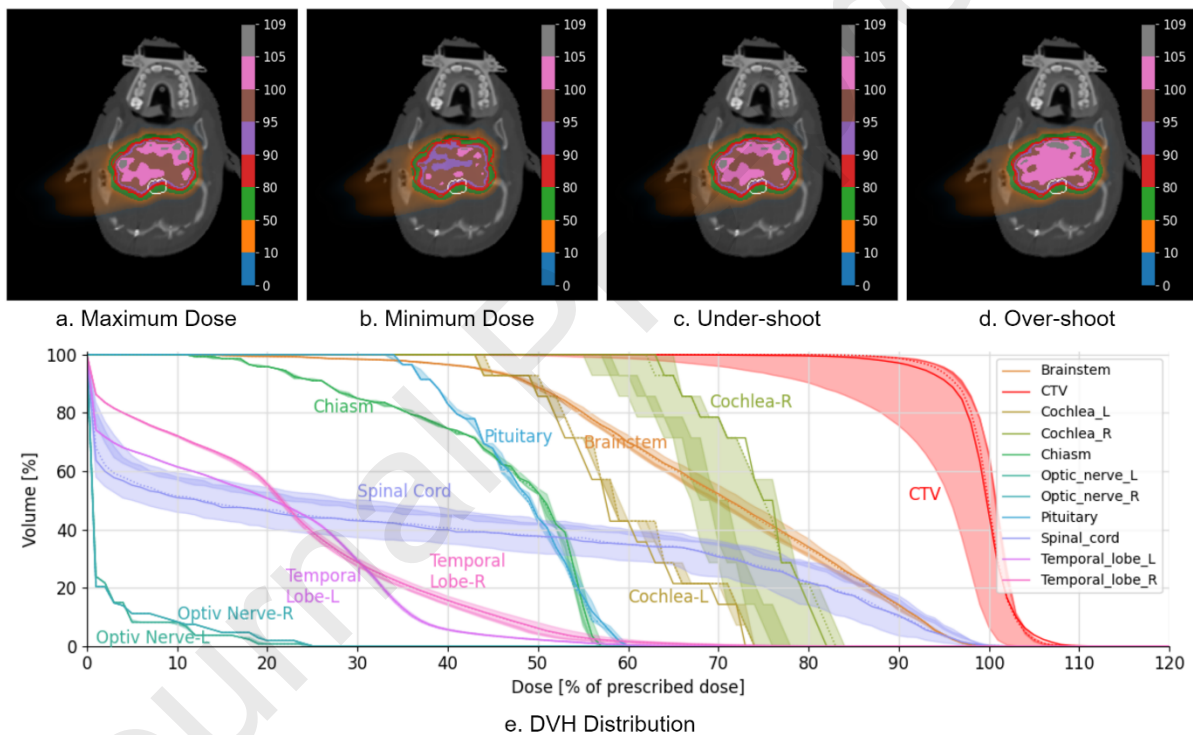 109
105
100
95
90
80
50
10
0
109
105
100
95
90
80
50
10
0
109
105
100
95
90
80
50
10
0
109
105
100
95
90
80
50
10
0
a. Maximum Dose
b. Minimum Dose
c. Under-shoot
d. Over-shoot
100
80
60
40
20
0
Volume [%]
Chiasm
Pituitary
Brainstem
Cochlea-R
Spinal Cord
CTV
Temporal
Lobe-L
Temporal
Lobe-R
Cochlea-L
Optiv Nerve-R
Optiv Nerve-L
Brainstem
CTV
Cochlea_L
Cochlea_R
Chiasm
Optic_nerve_L
Optic_nerve_R
Pituitary
Spinal_cord
Temporal_lobe_L
Temporal_lobe_R
0 10 20 30 40 50 60 70 80 90 100 110 120
Dose [% of prescribed dose]
e. DVH Distribution